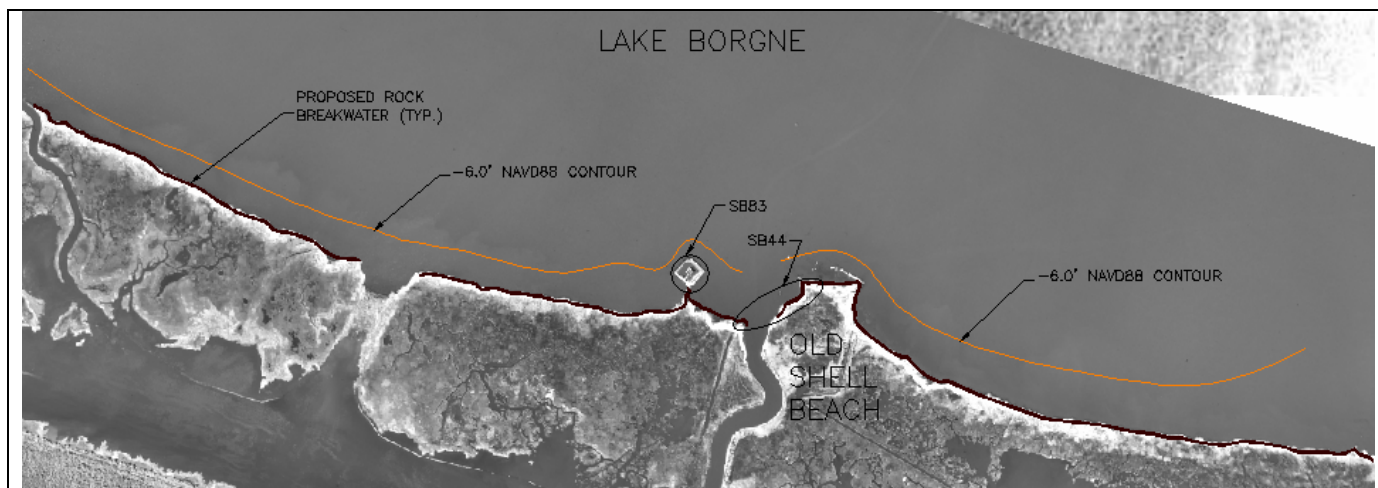 LAKE BORGNE
PROPOSED ROCK
BREAKWATER (TYP.)
-6.0' NAVD88 CONTOUR
SB83
SB44
-6.0' NAVD88 CONTOUR
OLD
SHELL
BEACH